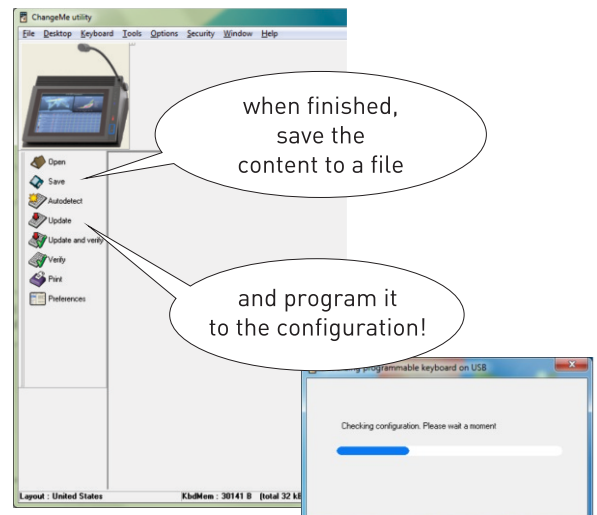 ChangeMe utility
File Desktop Keyboard Tools Options Security Window Help
when finished,
save the
content to a file
Open
Save
Autodetect
Update
Update and verify
Verify
Print
Preferences
and program it
to the configuration!
programmable keyboard on USB
Checking configuration. Please wait a moment
Layout : United States KbdMem : 30141 B (total 32 kB